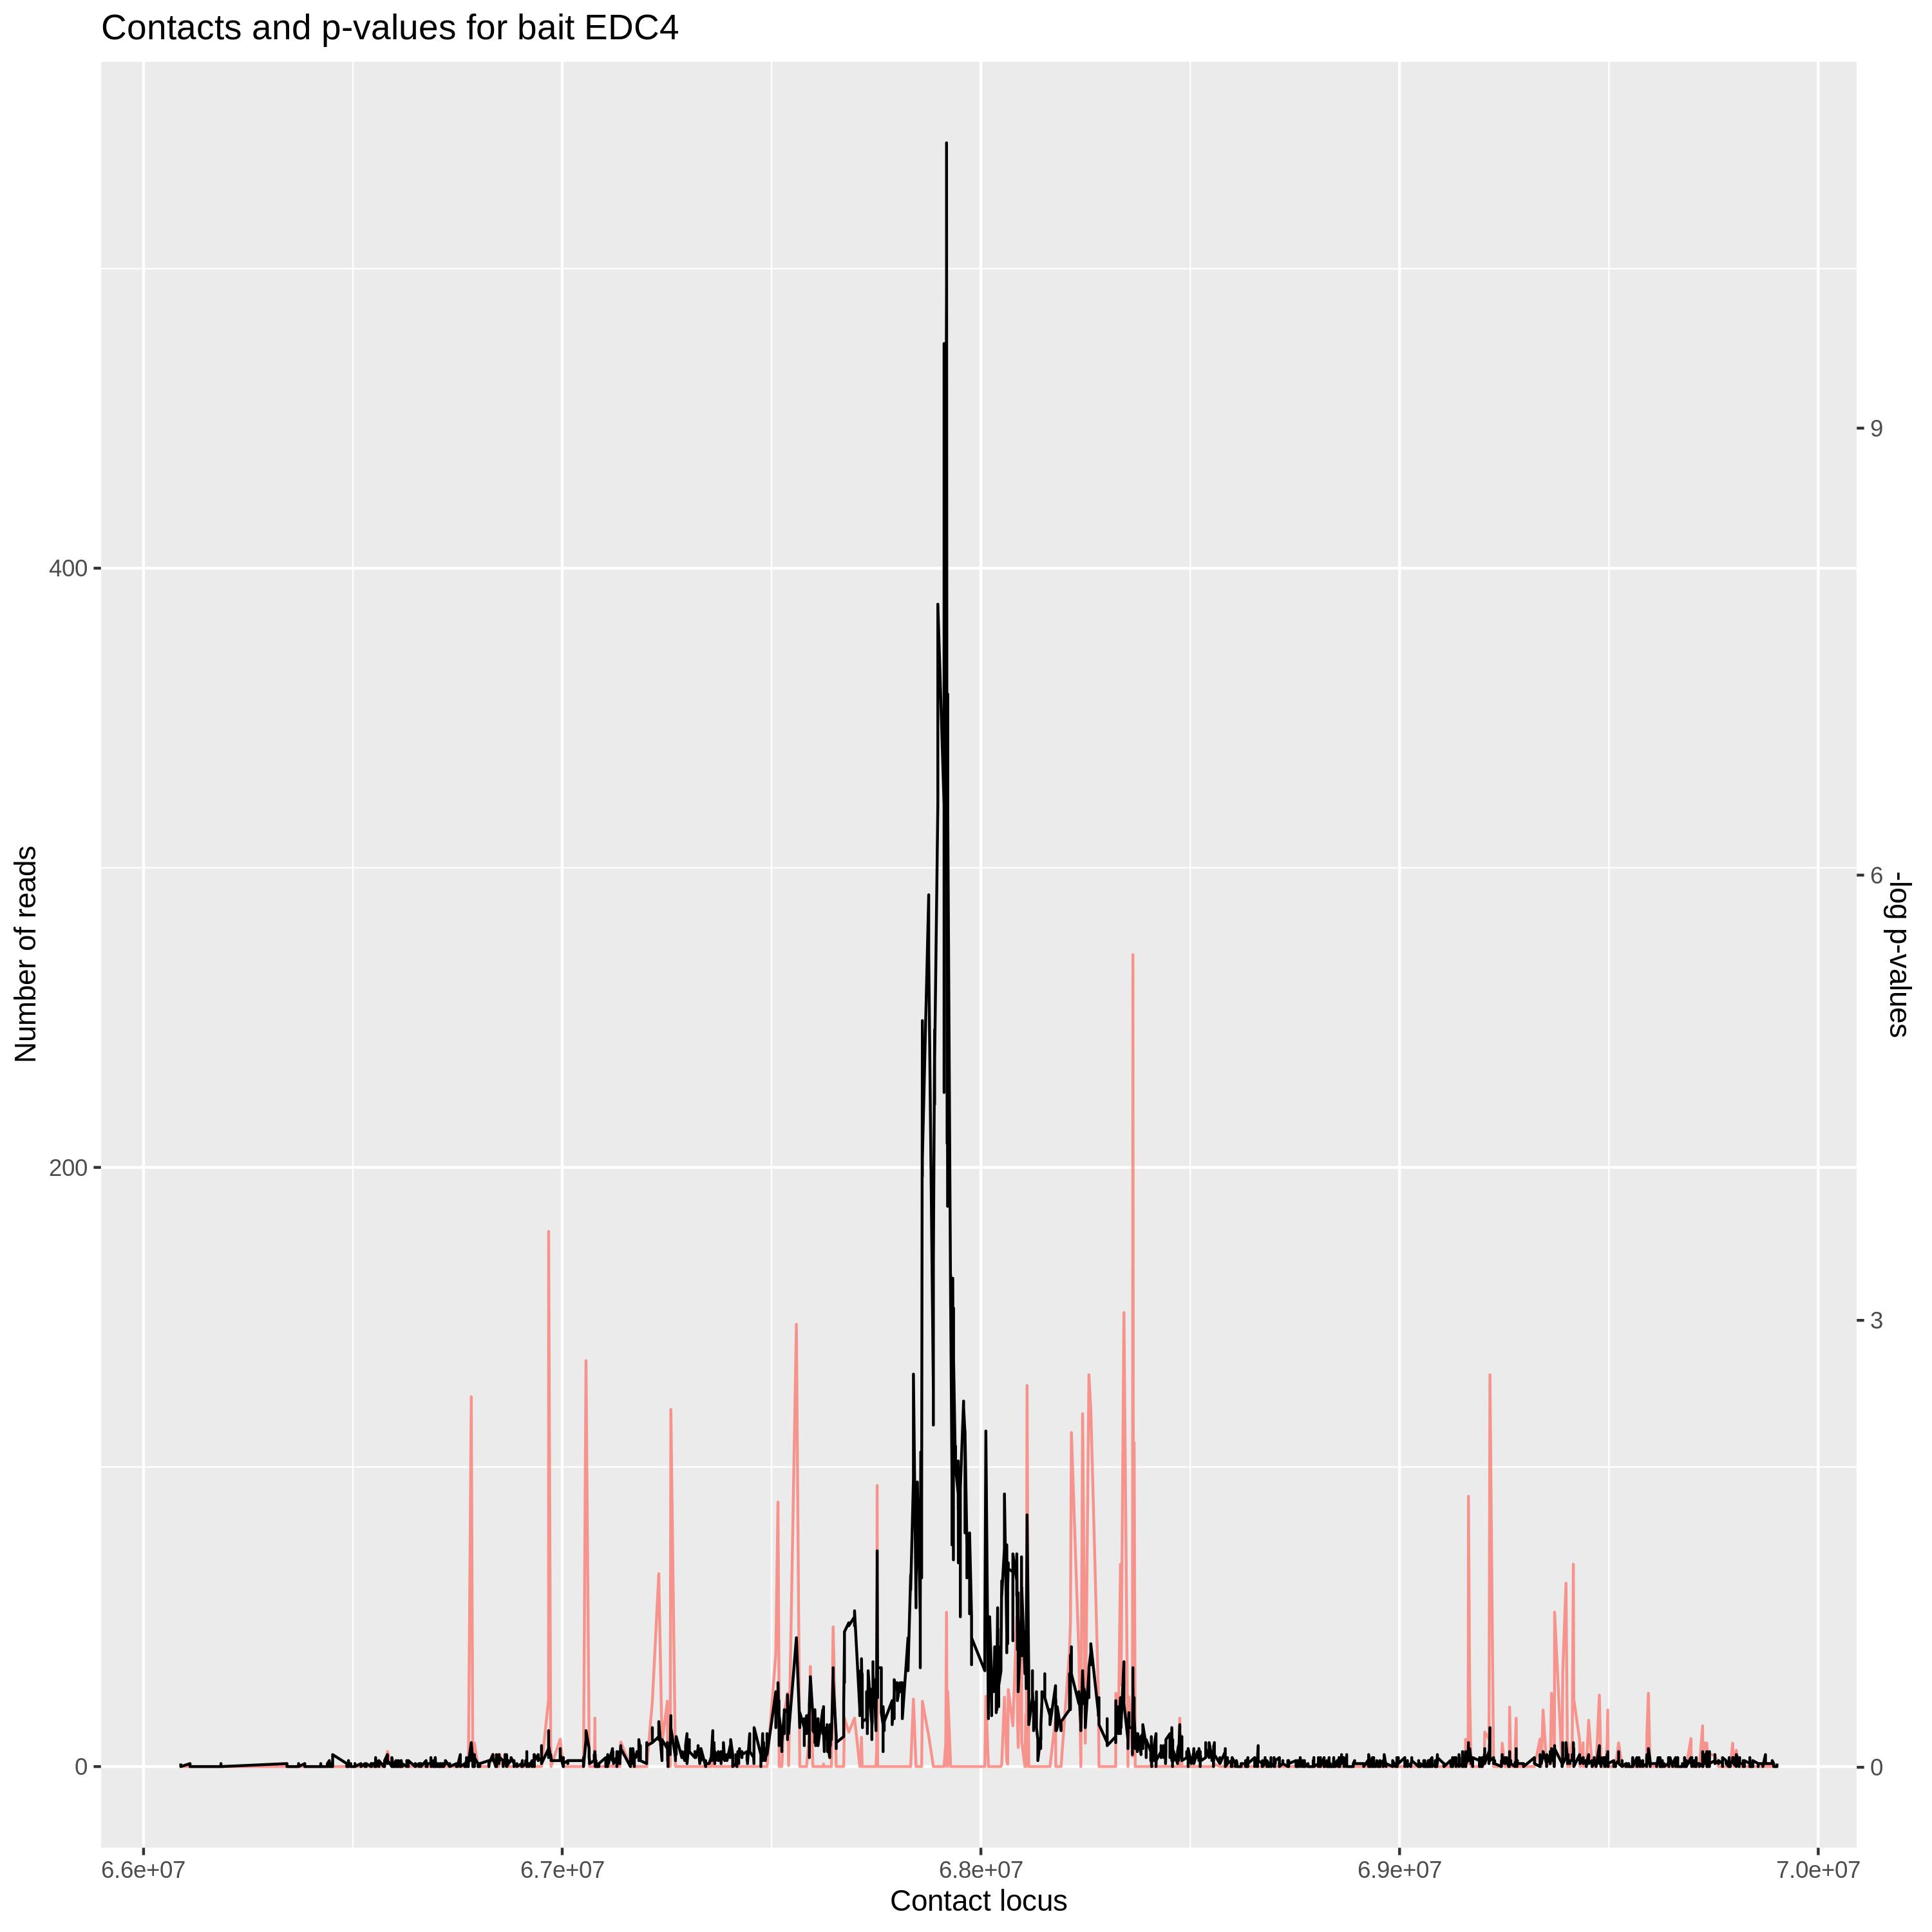 Contacts and p-values for bait EDC4
Number of reads
400
200
0
9
6
3
0
-log p-values
6.6e+07
6.7e+07
6.8e+07
6.9e+07
7.0e+07
Contact locus